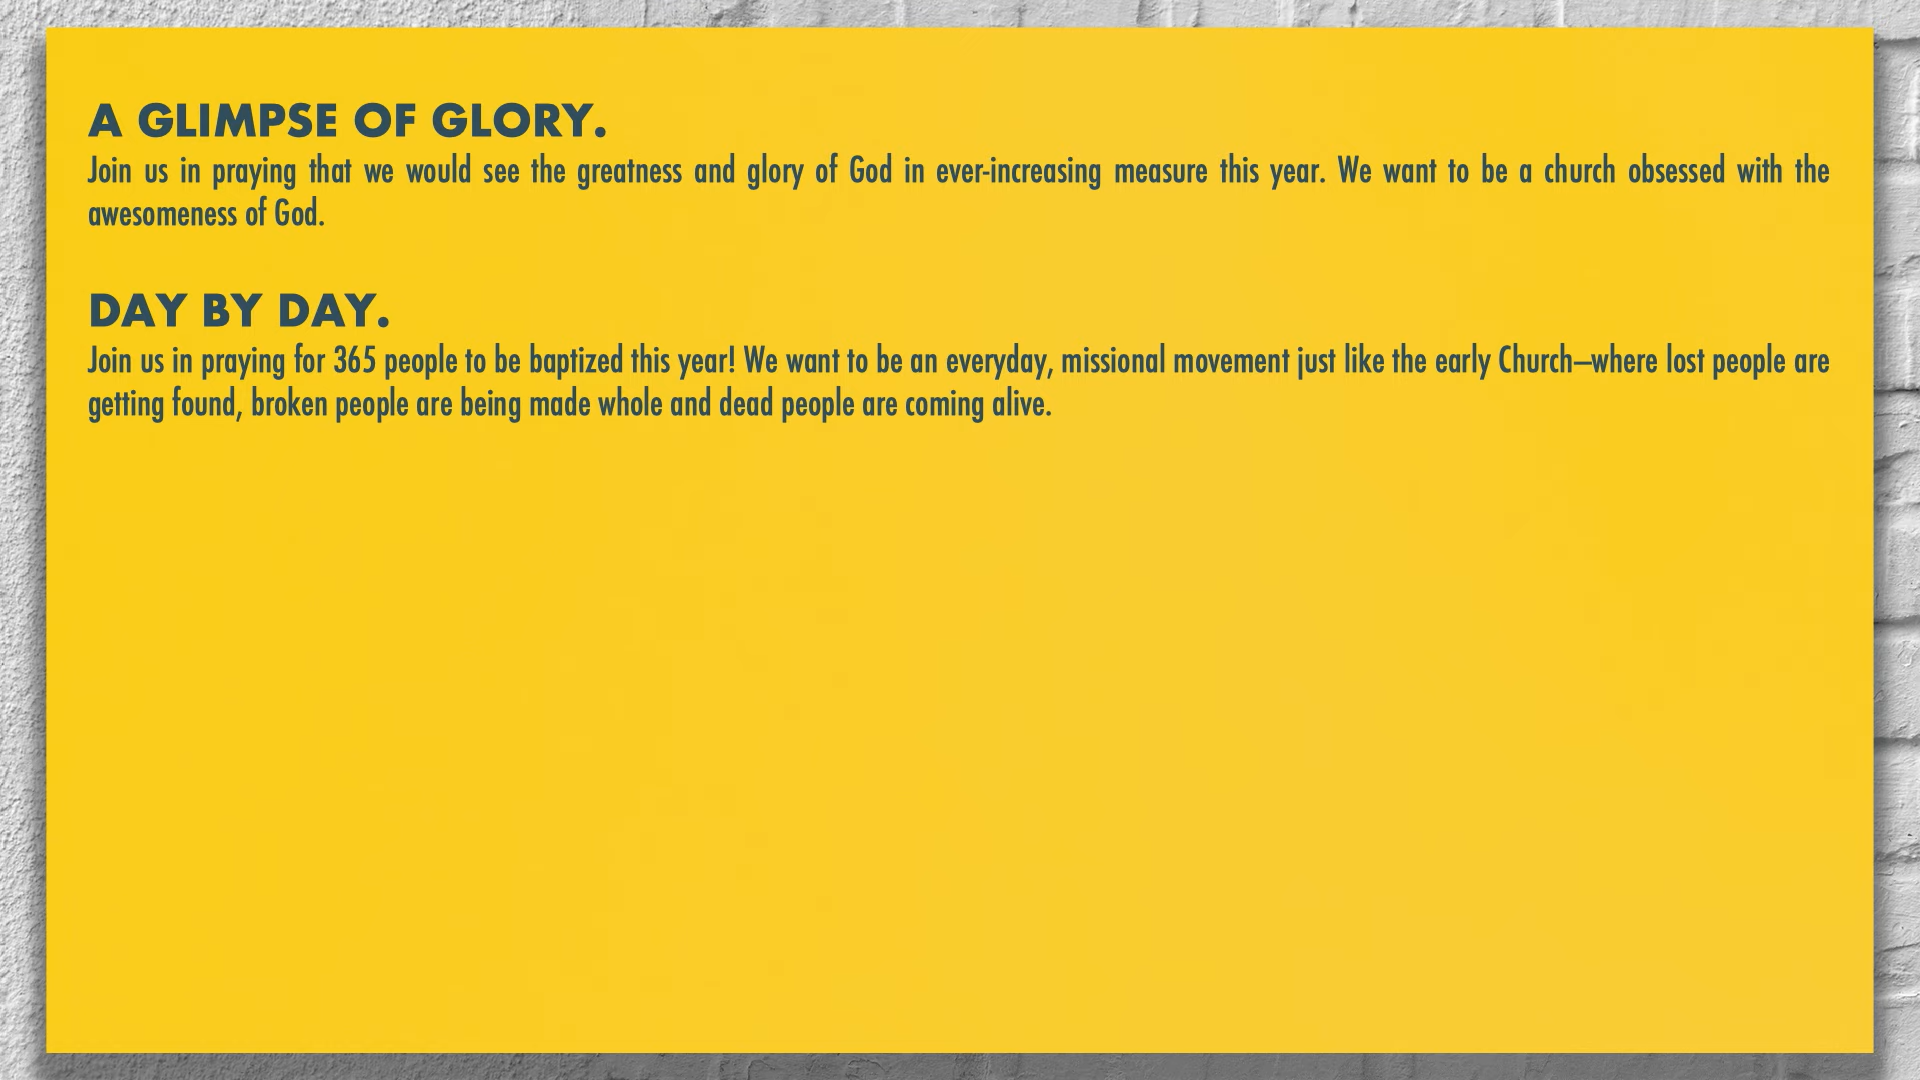 A GLIMPSE OF GLORY.
Join us in praying that we would see the greatness and glory of God in ever-increasing measure this year. We want to be a church obsessed with the
awesomeness of God.
DAY BY DAY.
Join us in praying for 365 people to be baptized this year! We want to be an everyday, missional movement just like the early Church—where lost people are
getting found, broken people are being made whole and dead people are coming alive.